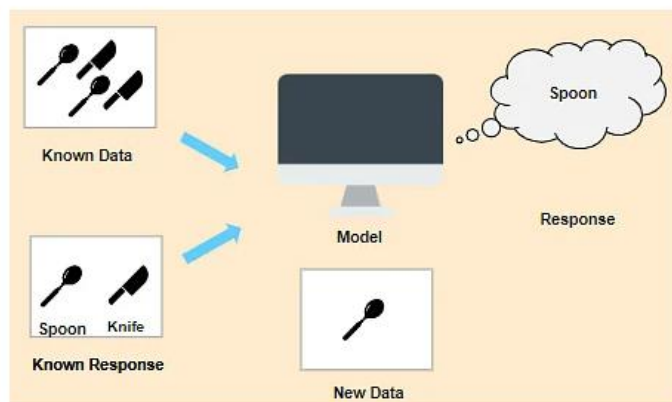 Known Data
Spoon
Model
Response
Spoon Knife
Known Response
New Data